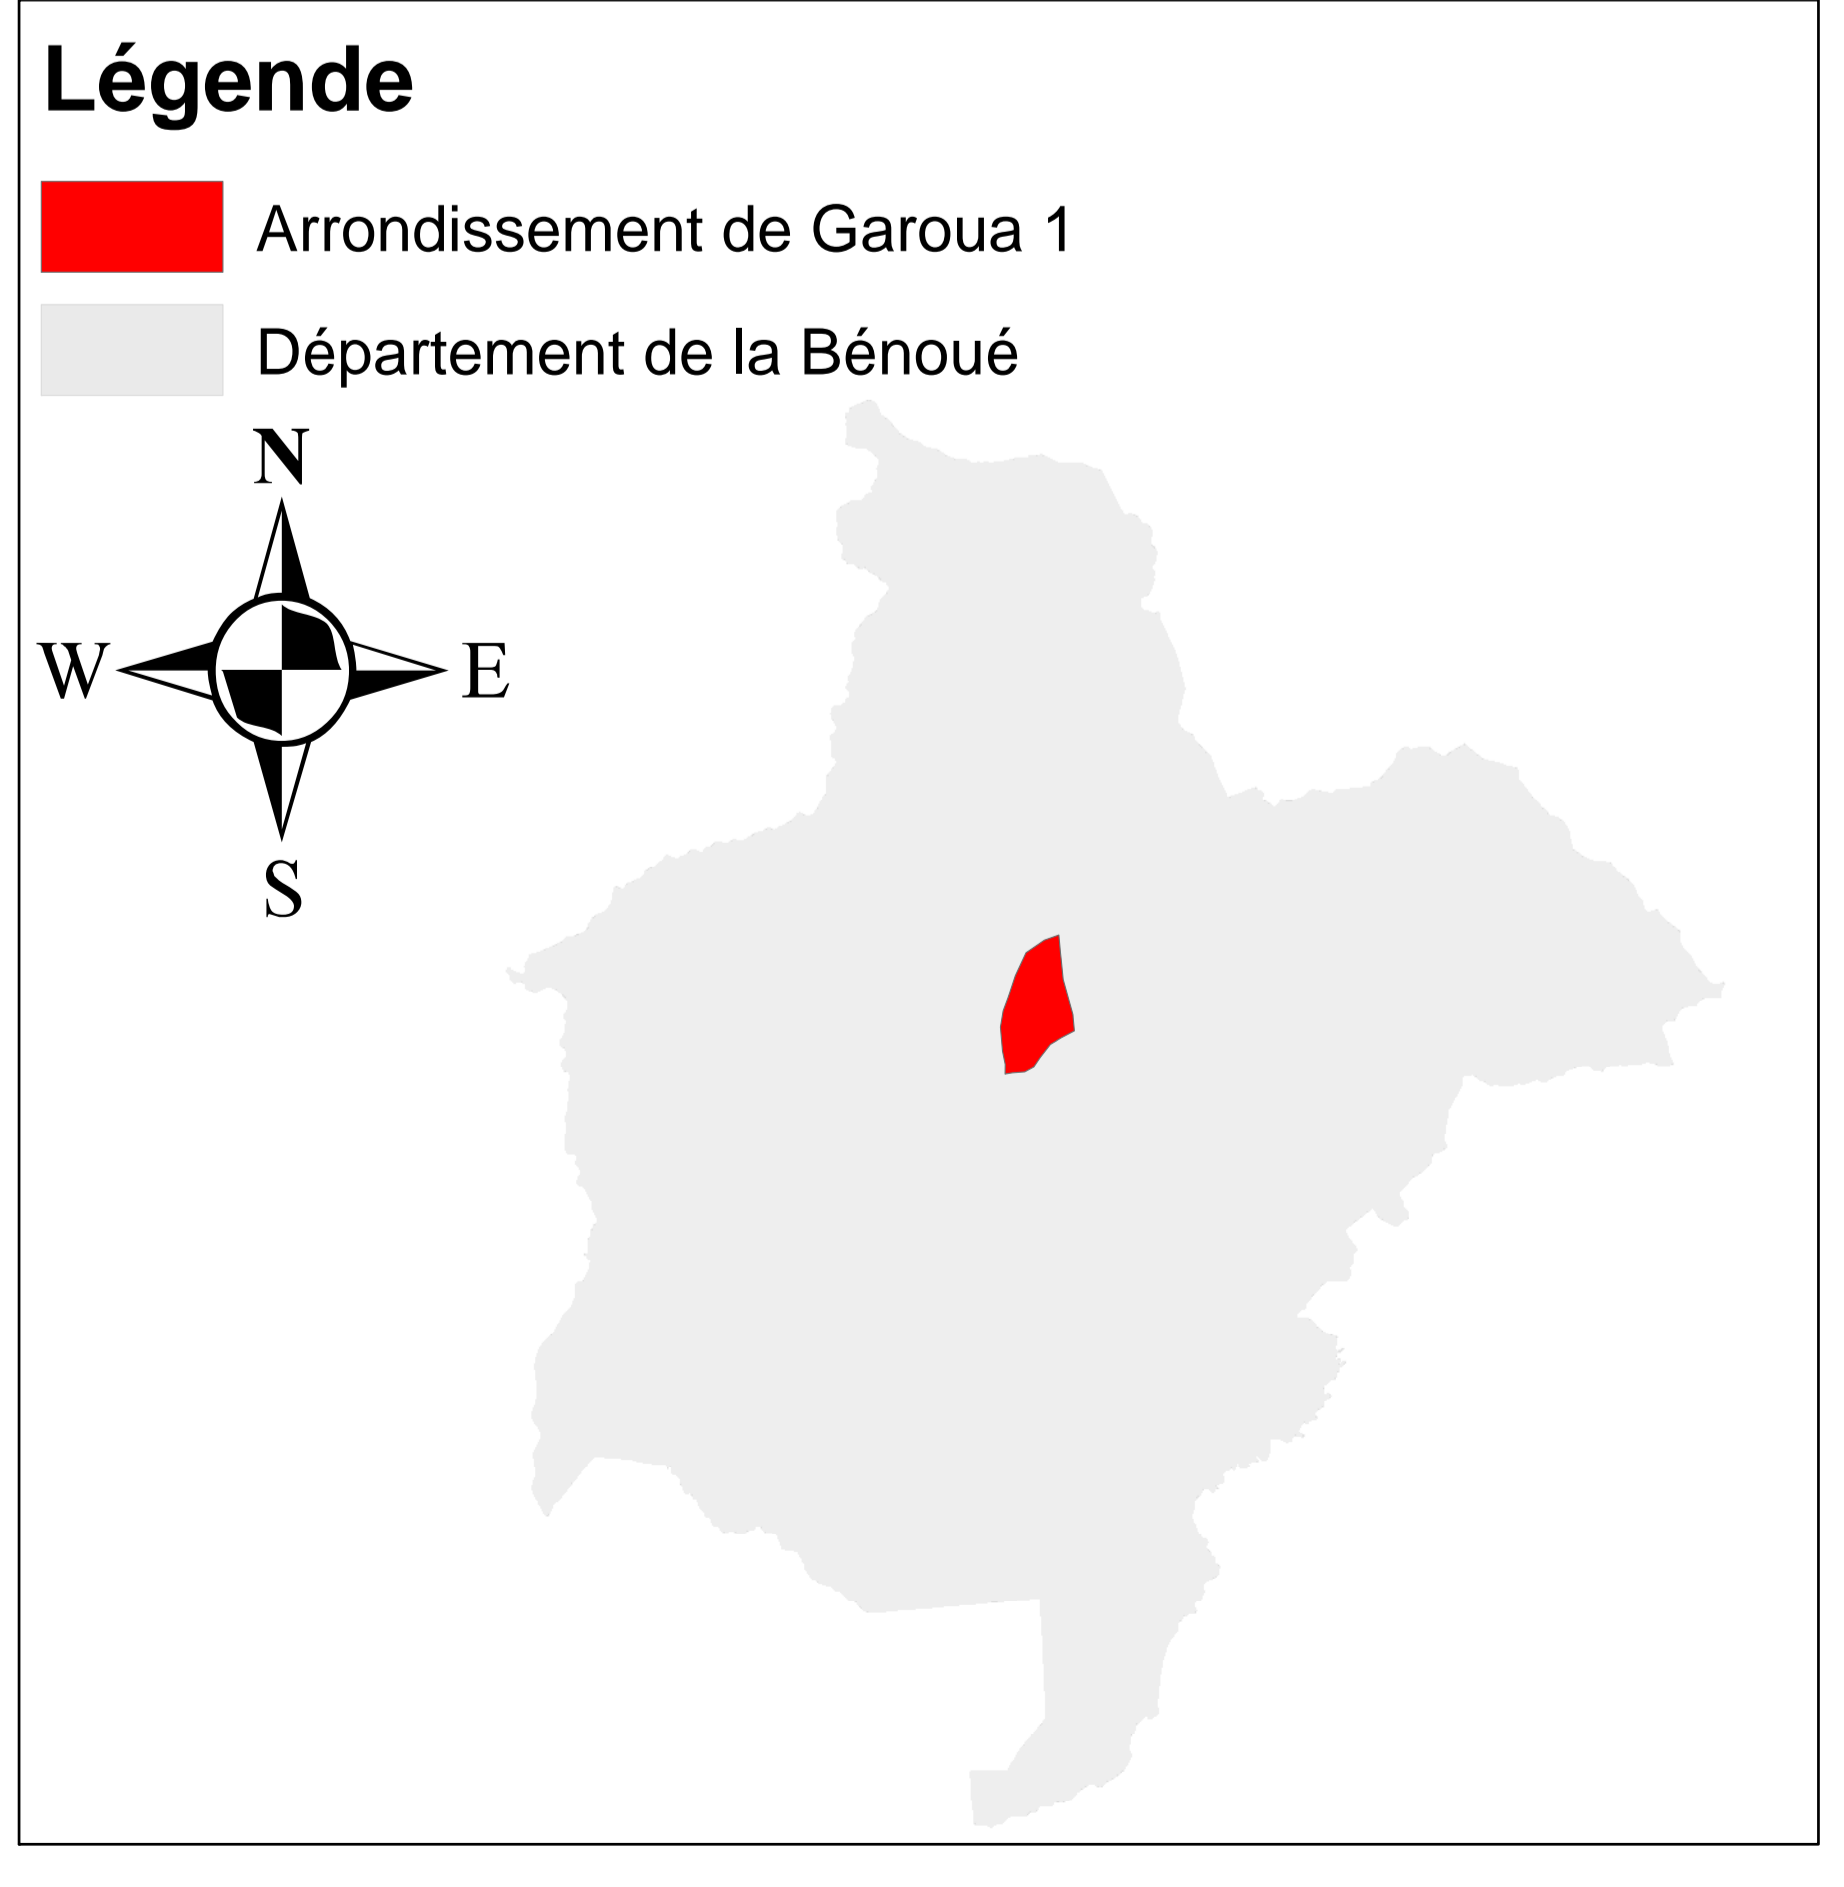 Légende
Arrondissement de Garoua 1
Département de la Bénoué
N
W
E
S